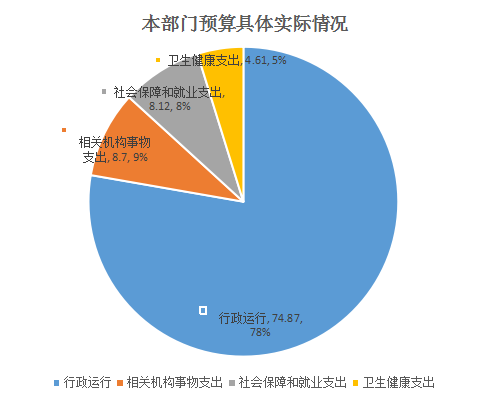 本部门预算具体实际情况
卫生健康支出, 4.61, 5%
社会保障和就业支出,
8.12, 8%
相关机构事物
支出, 8.7, 9%
行政运行, 74.87,
78%
行政运行 相关机构事物支出 社会保障和就业支出 卫生健康支出